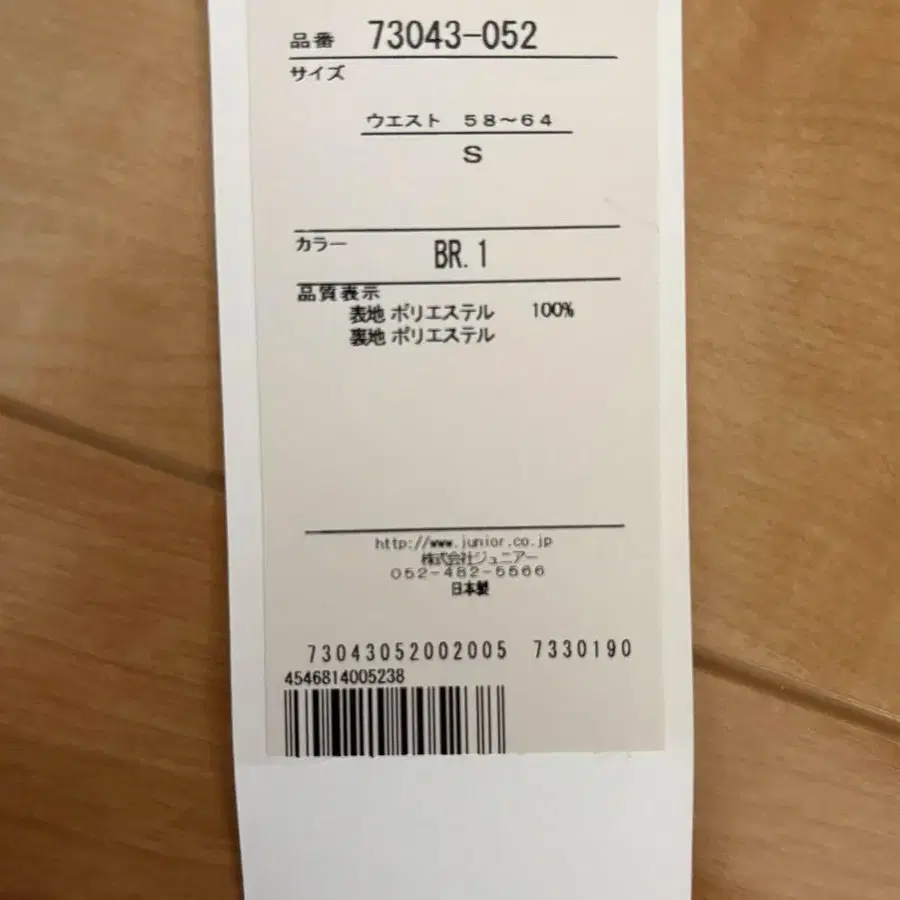 品番 73043-052
サイズ
ウエスト 58〜64
S
カラー BR.1
品質表示
表地 ポリエステル 100%
裏地 ポリエステル
http://www.junior.co.jp
株式会社ジュニアー
052-482-5566
日本製
73043052002005 7330190
4546814005238